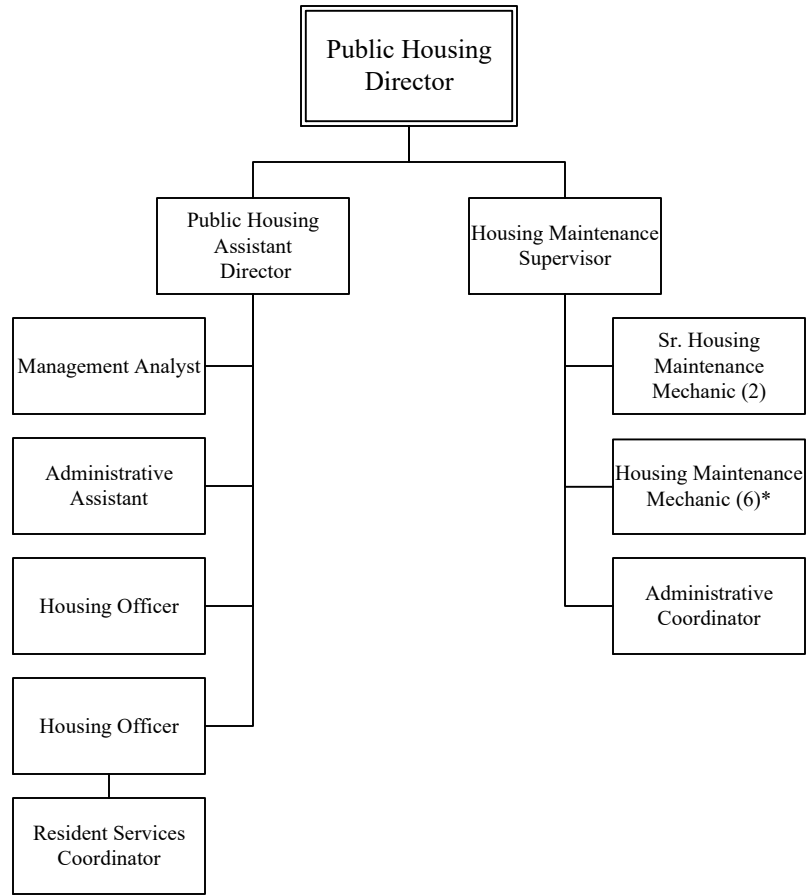 Public Housing
Director
Public Housing
Assistant
Director
Housing Maintenance
Supervisor
Management Analyst
Administrative
Assistant
Housing Officer
Housing Officer
Resident Services
Coordinator
Sr. Housing
Maintenance
Mechanic (2)
Housing Maintenance
Mechanic (6)*
Administrative
Coordinator